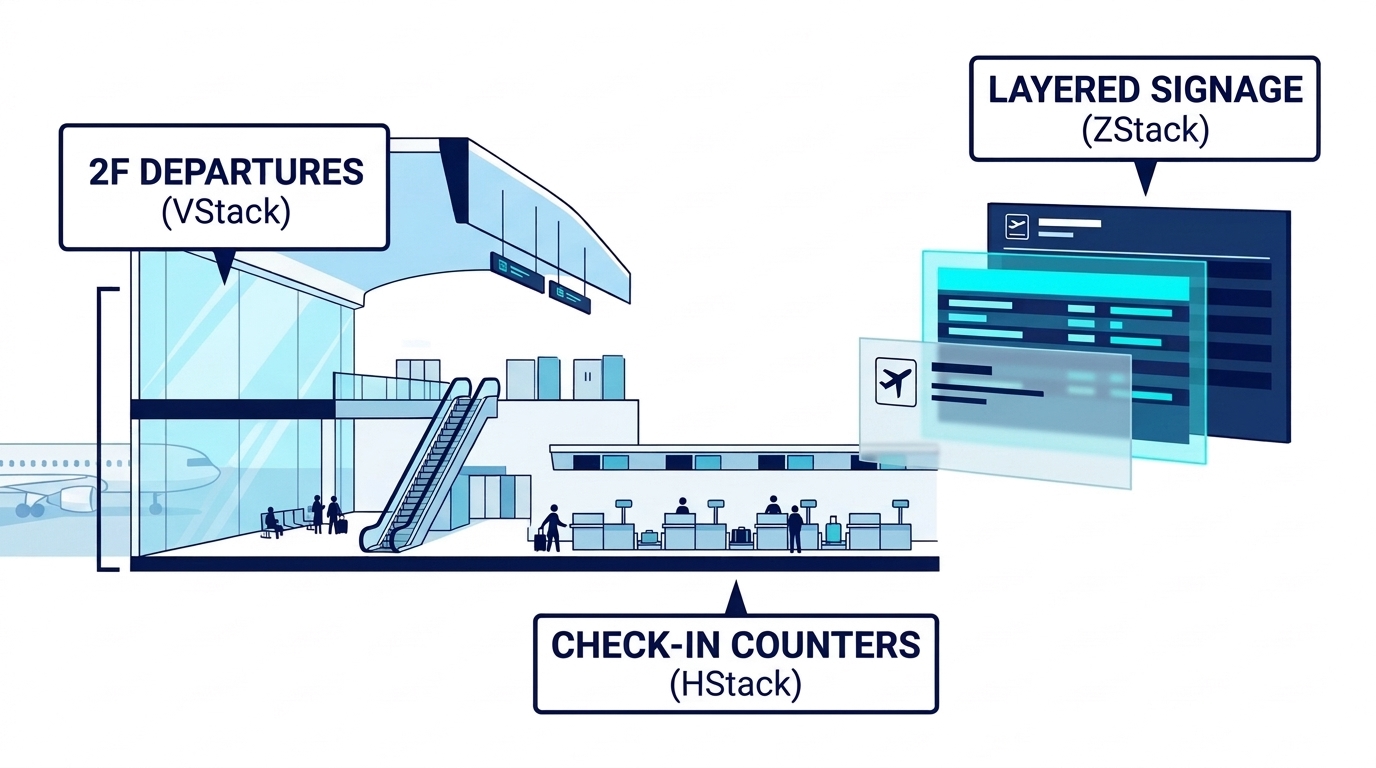 2F DEPARTURES
(VStack)
LAYERED SIGNAGE
(ZStack)
CHECK-IN COUNTERS
(HStack)